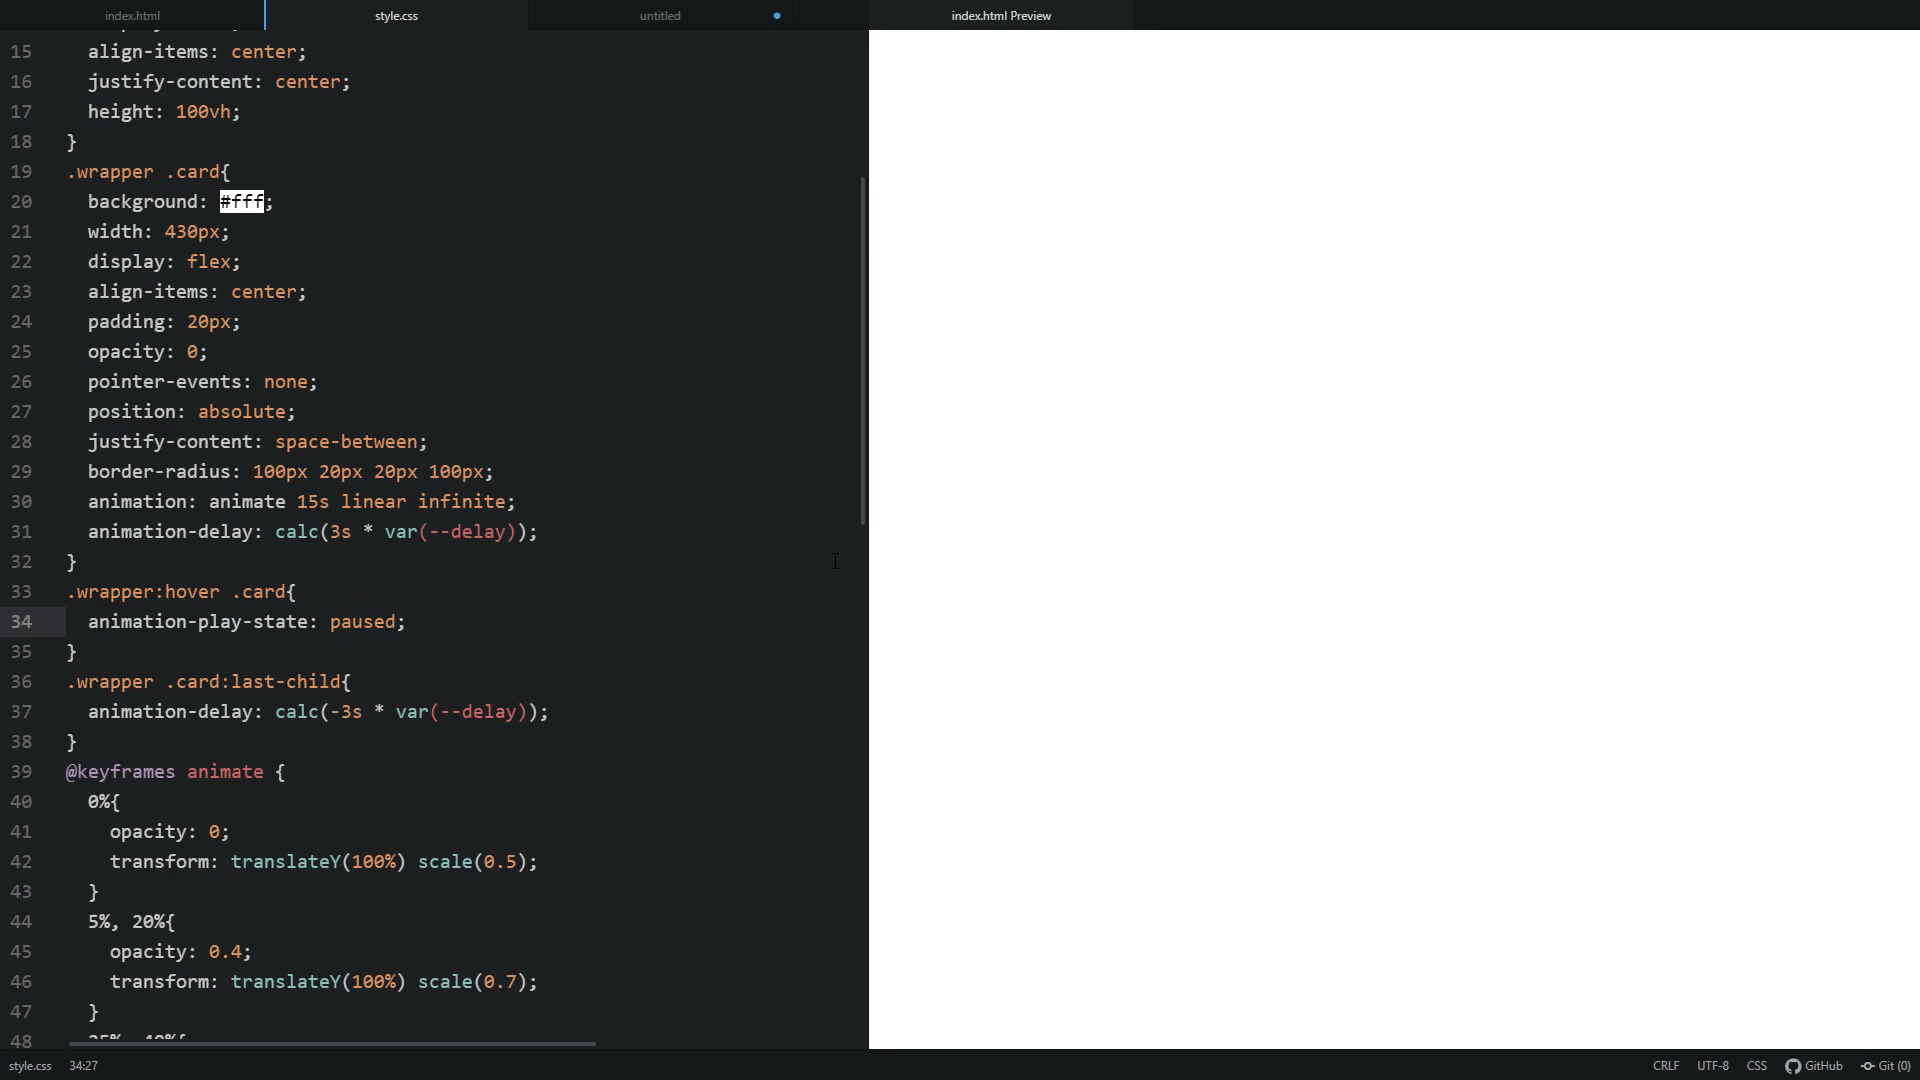 index.html
style.css
untitled
index.html Preview
15 align-items: center;
16 justify-content: center;
17 height: 100vh;
18 }
19 .wrapper .card{
20 background: #fff;
21 width: 430px;
22 display: flex;
23 align-items: center;
24 padding: 20px;
25 opacity: 0;
26 pointer-events: none;
27 position: absolute;
28 justify-content: space-between;
29 border-radius: 100px 20px 20px 100px;
30 animation: animate 15s linear infinite;
31 animation-delay: calc(3s * var(--delay));
32 }
33 .wrapper:hover .card{
34 animation-play-state: paused;
35 }
36 .wrapper .card:last-child{
37 animation-delay: calc(-3s * var(--delay));
38 }
39 @keyframes animate {
40 0%{
41 opacity: 0;
42 transform: translateY(100%) scale(0.5);
43 }
44 5%, 20%{
45 opacity: 0.4;
46 transform: translateY(100%) scale(0.7);
47 }
48
style.css 34:27 CRLF UTF-8 CSS GitHub Git (0)